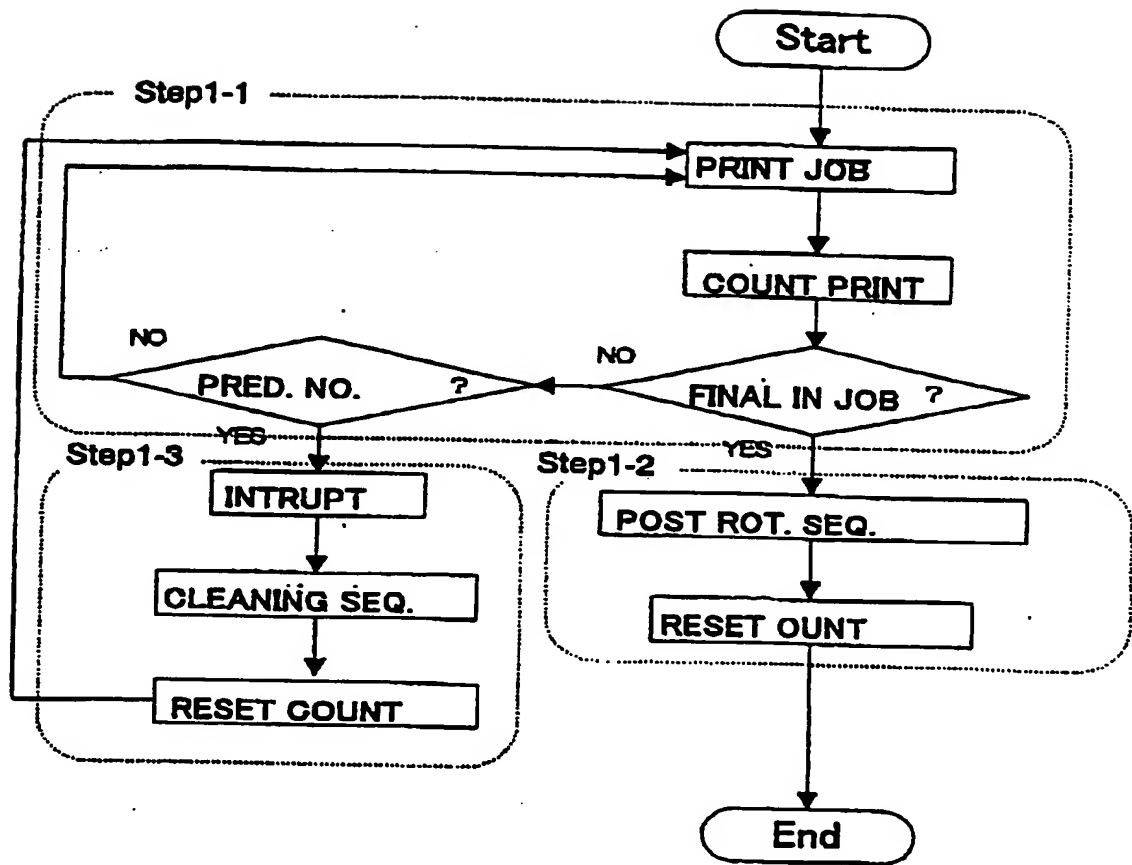 Start
Step1-1
PRINT JOB
COUNT PRINT
NO
NO
PRED. NO. ?
FINAL IN JOB ?
YES
YES
Step1-3
Step1-2
INTRUPT
POST ROT. SEQ.
CLEANING SEQ.
RESET OUNT
RESET COUNT
End